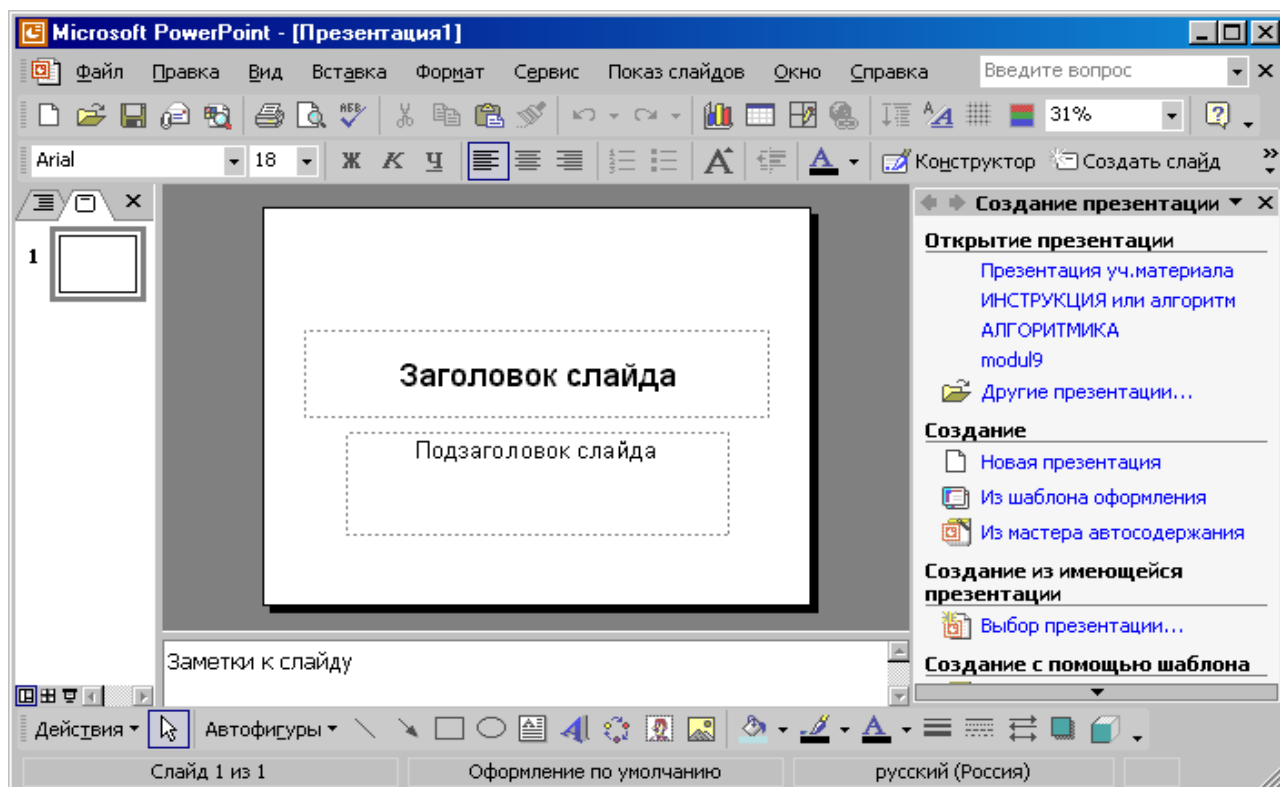 Microsoft PowerPoint - [Презентация1]
Файл Правка Вид Вставка Формат Сервис Показ слайдов Окно Справка Введите вопрос
31%
Arial 18 Ж К Ч Конструктор Создать слайд
Создание презентации
1
Открытие презентации
Презентация уч.материала
ИНСТРУКЦИЯ или алгоритм
АЛГОРИТМИКА
modul9
Другие презентации...
Создание
Новая презентация
Из шаблона оформления
Из мастера автосодержания
Создание из имеющейся
презентации
Выбор презентации...
Создание с помощью шаблона
Заголовок слайда
Подзаголовок слайда
Заметки к слайду
Действия Автофигуры
Слайд 1 из 1 Оформление по умолчанию русский (Россия)